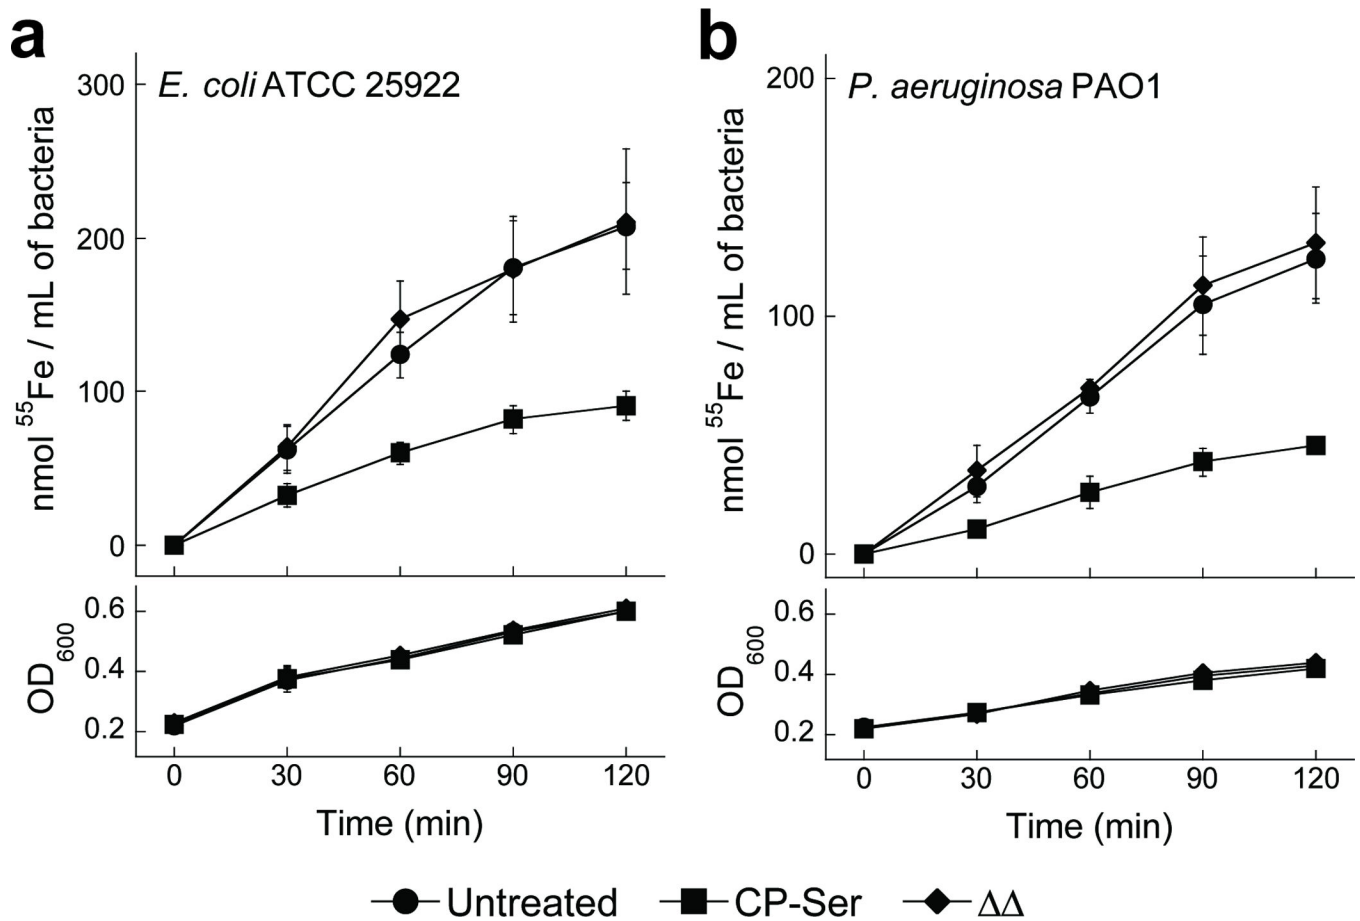 a
E. coli ATCC 25922
nmol ⁵⁵Fe / mL of bacteria
300
200
100
0
OD₆₀₀
0.6
0.4
0.2
0 30 60 90 120
Time (min)
b
P. aeruginosa PAO1
nmol ⁵⁵Fe / mL of bacteria
200
100
0
OD₆₀₀
0.6
0.4
0.2
0 30 60 90 120
Time (min)
Untreated CP-Ser ΔΔ